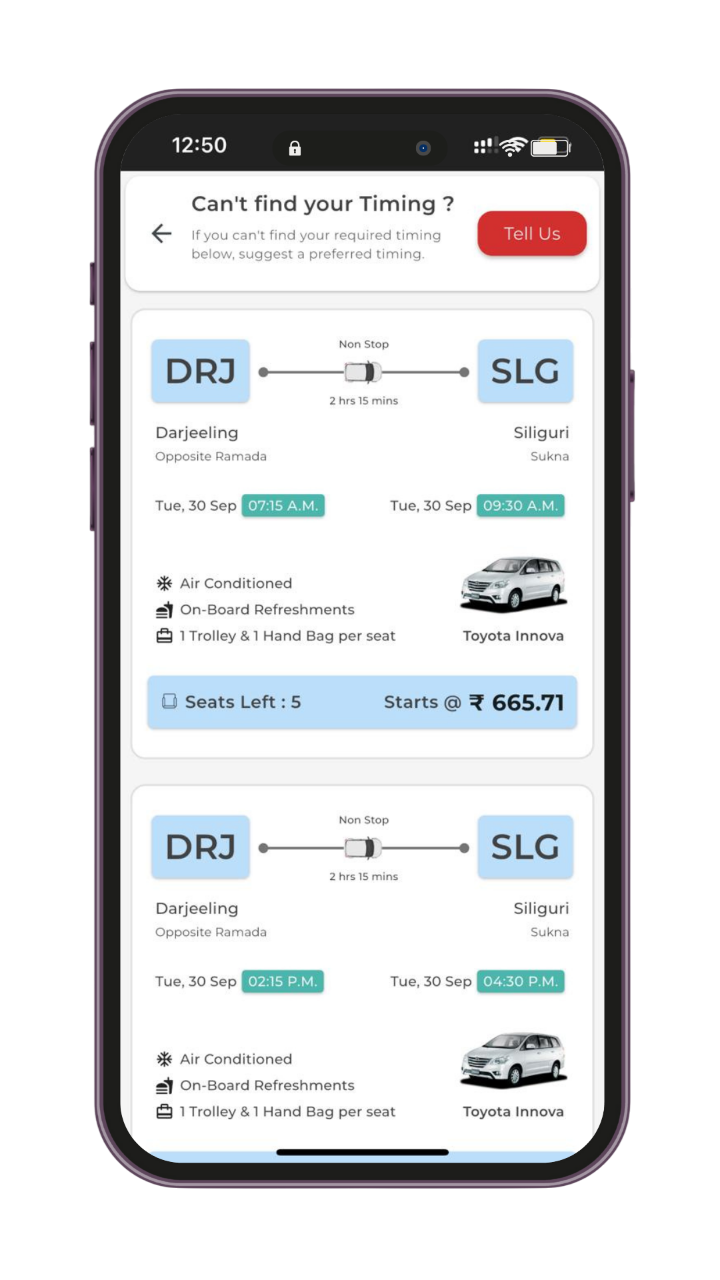 12:50
Can't find your Timing ?
If you can't find your required timing
below, suggest a preferred timing.
Tell Us
Non Stop
DRJ
SLG
2 hrs 15 mins
Darjeeling
Siliguri
Opposite Ramada
Sukna
Tue, 30 Sep 07:15 A.M.
Tue, 30 Sep 09:30 A.M.
Air Conditioned
On-Board Refreshments
1 Trolley & 1 Hand Bag per seat
Toyota Innova
Seats Left : 5
Starts @ ₹ 665.71
Non Stop
DRJ
SLG
2 hrs 15 mins
Darjeeling
Siliguri
Opposite Ramada
Sukna
Tue, 30 Sep 02:15 P.M.
Tue, 30 Sep 04:30 P.M.
Air Conditioned
On-Board Refreshments
1 Trolley & 1 Hand Bag per seat
Toyota Innova